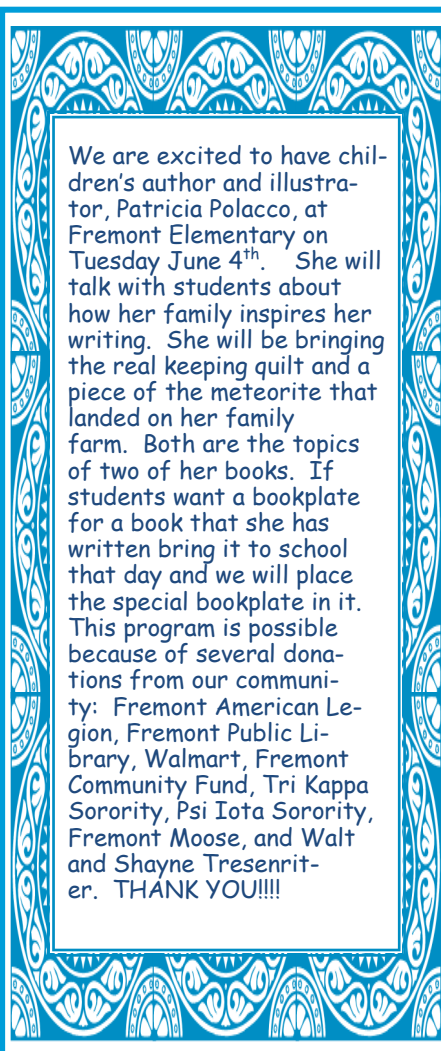 We are excited to have chil-
dren's author and illustra-
tor, Patricia Polacco, at
Fremont Elementary on
Tuesday June 4th.    She will
talk with students about
how her family inspires her
writing.  She will be bringing
the real keeping quilt and a
piece of the meteorite that
landed on her family
farm.  Both are the topics
of two of her books.  If
students want a bookplate
for a book that she has
written bring it to school
that day and we will place
the special bookplate in it.
This program is possible
because of several dona-
tions from our communi-
ty:  Fremont American Le-
gion, Fremont Public Li-
brary, Walmart, Fremont
Community Fund, Tri Kappa
Sorority, Psi Iota Sorority,
Fremont Moose, and Walt
and Shayne Tresenrit-
er.  THANK YOU!!!!